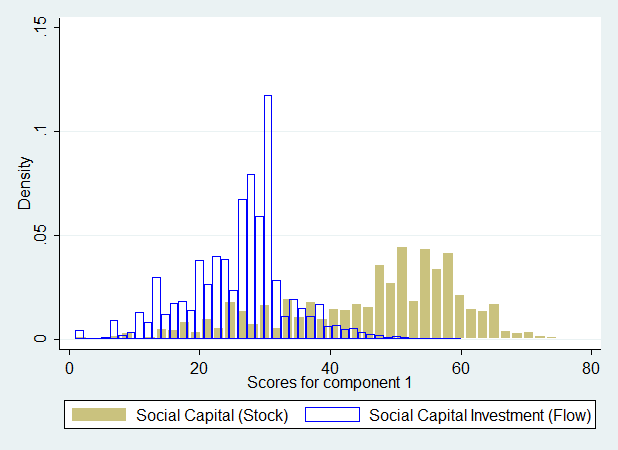 .15
.1
.05
0
Density
0 20 40 60 80
Scores for component 1
Social Capital (Stock) Social Capital Investment (Flow)